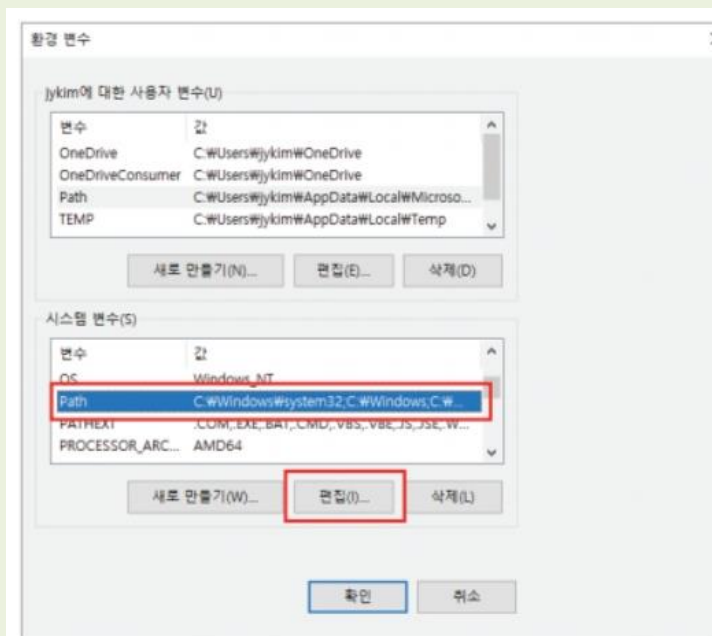 환경 변수
jykim에 대한 사용자 변수(U)
변수 값
OneDrive C:₩Users₩jykim₩OneDrive
OneDriveConsumer C:₩Users₩jykim₩OneDrive
Path C:₩Users₩jykim₩AppData₩Local₩Microso...
TEMP C:₩Users₩jykim₩AppData₩Local₩Temp
새로 만들기(N)... 편집(E)... 삭제(D)
시스템 변수(S)
변수 값
OS Windows_NT
Path C:₩Windows₩system32;C:₩Windows;C:₩...
PATHEXT .COM;.EXE;.BAT;.CMD;.VBS;.VBE;.JS;.JSE;.W...
PROCESSOR_ARC... AMD64
새로 만들기(W)... 편집(I)... 삭제(L)
확인 취소